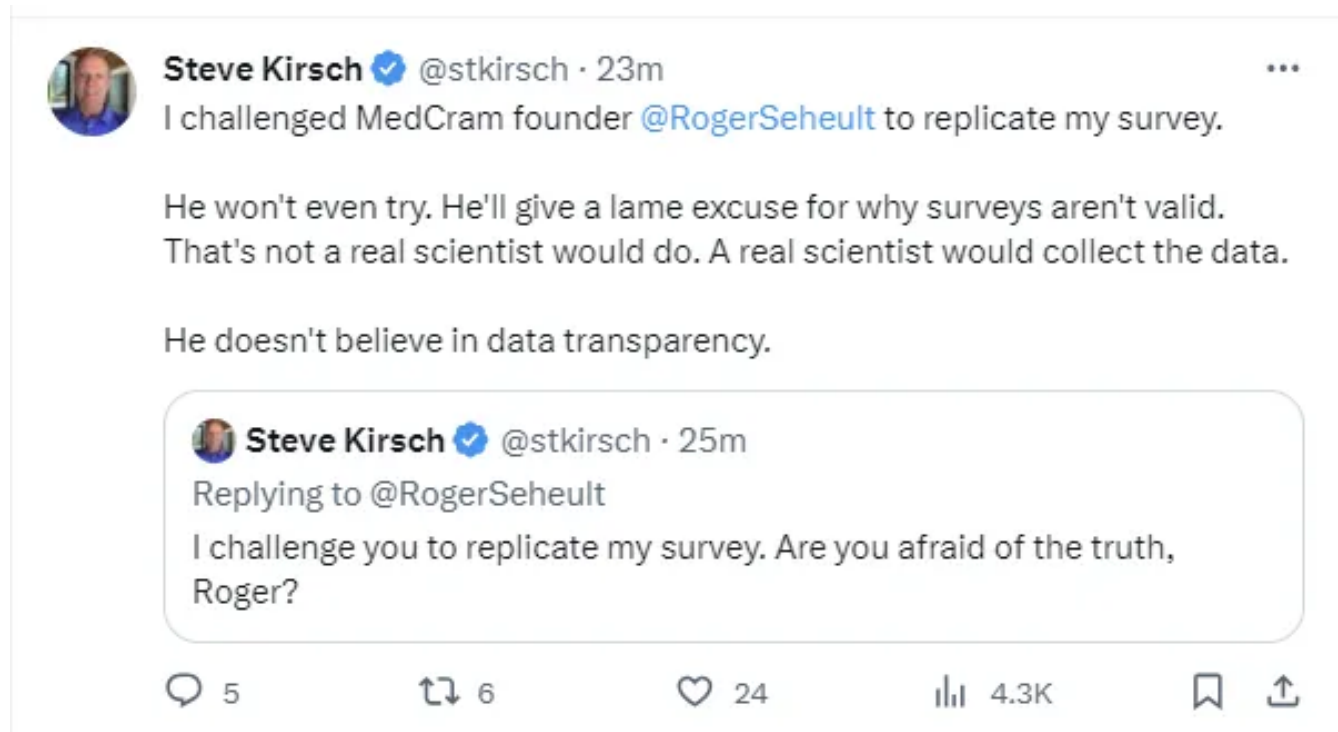 Steve Kirsch @stkirsch · 23m
I challenged MedCram founder @RogerSeheult to replicate my survey.
He won't even try. He'll give a lame excuse for why surveys aren't valid.
That's not a real scientist would do. A real scientist would collect the data.
He doesn't believe in data transparency.
Steve Kirsch @stkirsch · 25m
Replying to @RogerSeheult
I challenge you to replicate my survey. Are you afraid of the truth,
Roger?
5 6 24 4.3K